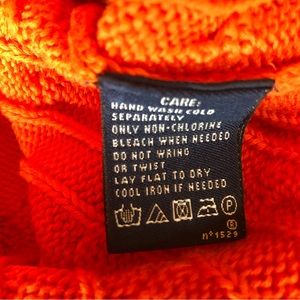 CARE:
HAND WASH COLD
SEPARATELY
ONLY NON-CHLORINE
BLEACH WHEN NEEDED
DO NOT WRING
OR TWIST
LAY FLAT TO DRY
COOL IRON IF NEEDED
P
nº1529